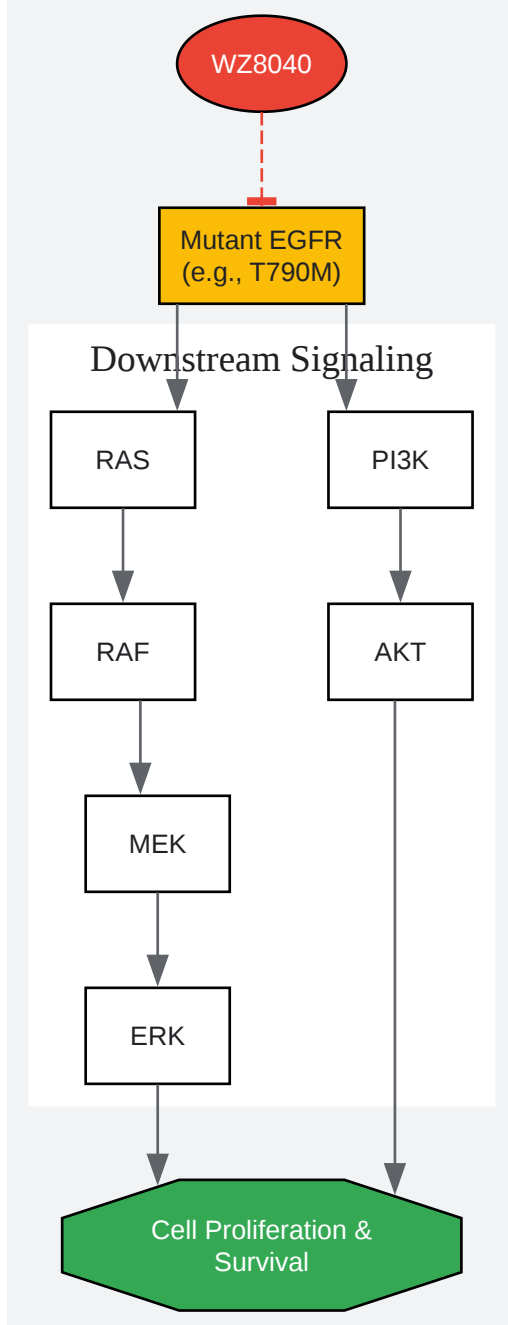 WZ8040
Mutant EGFR
(e.g., T790M)
Downstream Signaling
RAS
PI3K
RAF
AKT
MEK
ERK
Cell Proliferation &
Survival